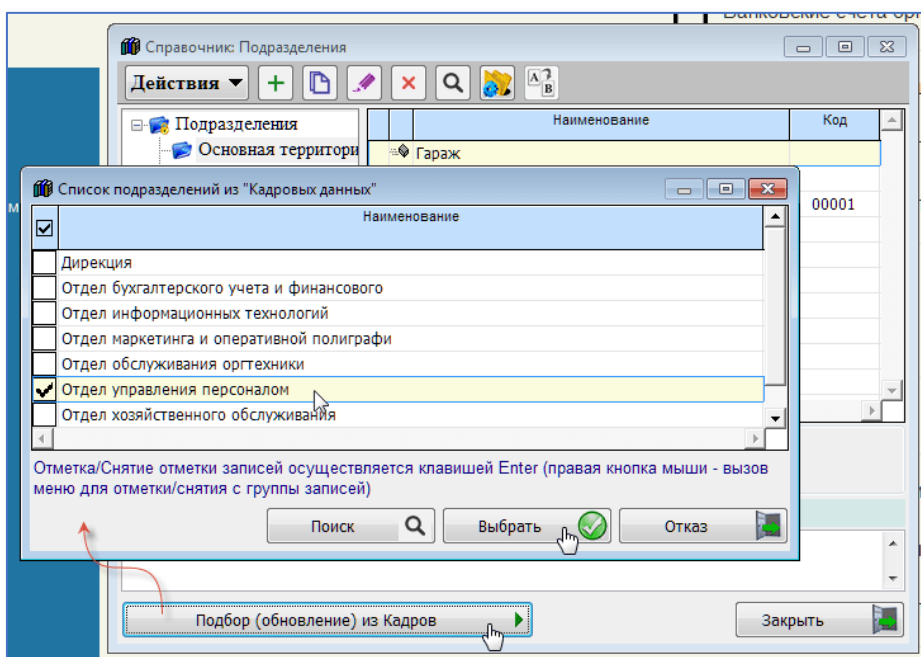 Банковские счета орг
Справочник: Подразделения
Действия
A
B
Подразделения
Наименование
Код
Основная территори
Гараж
м
Список подразделений из "Кадровых данных"
00001
Наименование
Дирекция
Отдел бухгалтерского учета и финансового
Отдел информационных технологий
Отдел маркетинга и оперативной полиграфи
Отдел обслуживания оргтехники
Отдел управления персоналом
Отдел хозяйственного обслуживания
Отметка/Снятие отметки записей осуществляется клавишей Enter (правая кнопка мыши - вызов
меню для отметки/снятия с группы записей)
Поиск
Выбрать
Отказ
Подбор (обновление) из Кадров
Закрыть